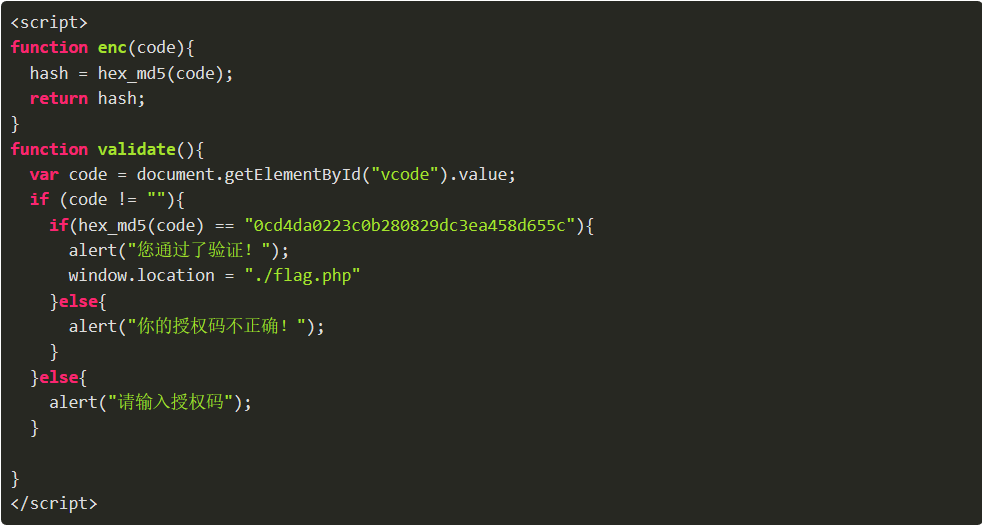 <script>
function enc(code){
  hash = hex_md5(code);
  return hash;
}
function validate(){
  var code = document.getElementById("vcode").value;
  if (code != ""){
    if(hex_md5(code) == "0cd4da0223c0b280829dc3ea458d655c"){
      alert("您通过了验证！");
      window.location = "./flag.php"
    }else{
      alert("你的授权码不正确！");
    }
  }else{
    alert("请输入授权码");
  }

}
</script>